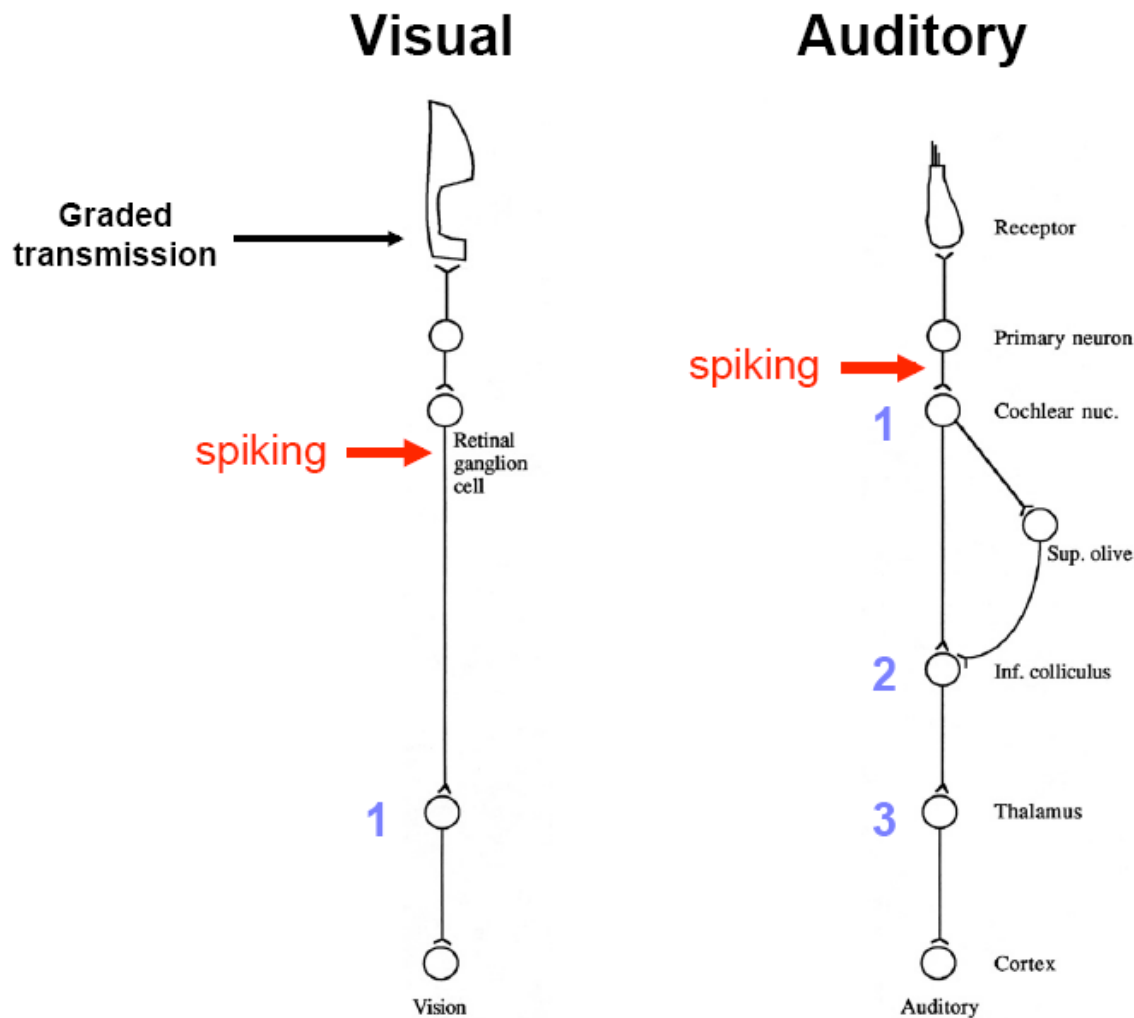 Visual
Auditory
Graded
transmission
Receptor
Primary neuron
spiking
1
Cochlear nuc.
spiking
Retinal
ganglion
cell
Sup. olive
2
Inf. colliculus
1
3
Thalamus
Cortex
Vision
Auditory